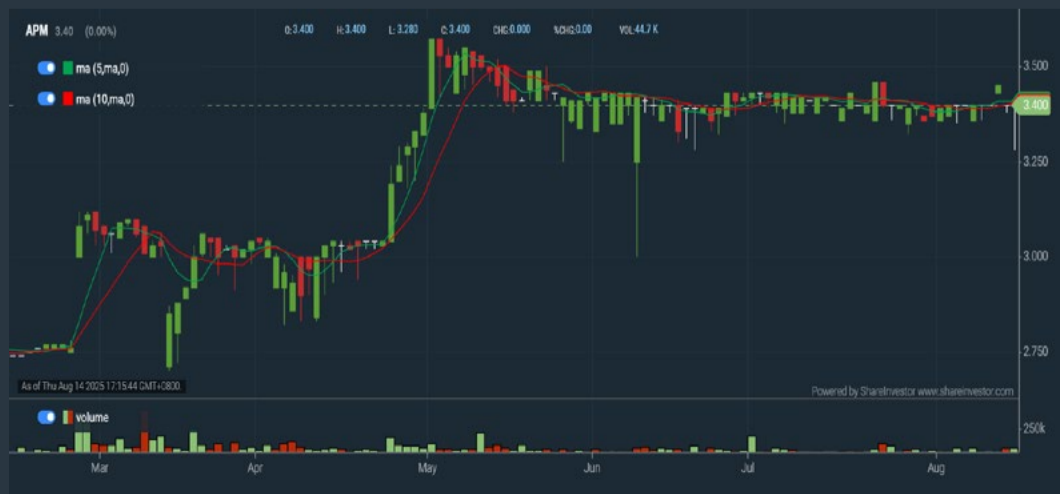 APM 3.40 (0.00%) O:3.400 H:3.400 L:3.280 C:3.400 CHG:0.000 %CHG:0.00 VOL:44.7 K
ma (5,ma,0)
ma (10,ma,0)
3.500
3.400
3.250
3.000
2.750
As of Thu Aug 14 2025 17:15:44 GMT+0800
Powered by ShareInvestor www.shareinvestor.com
volume
250k
Mar Apr May Jun Jul Aug